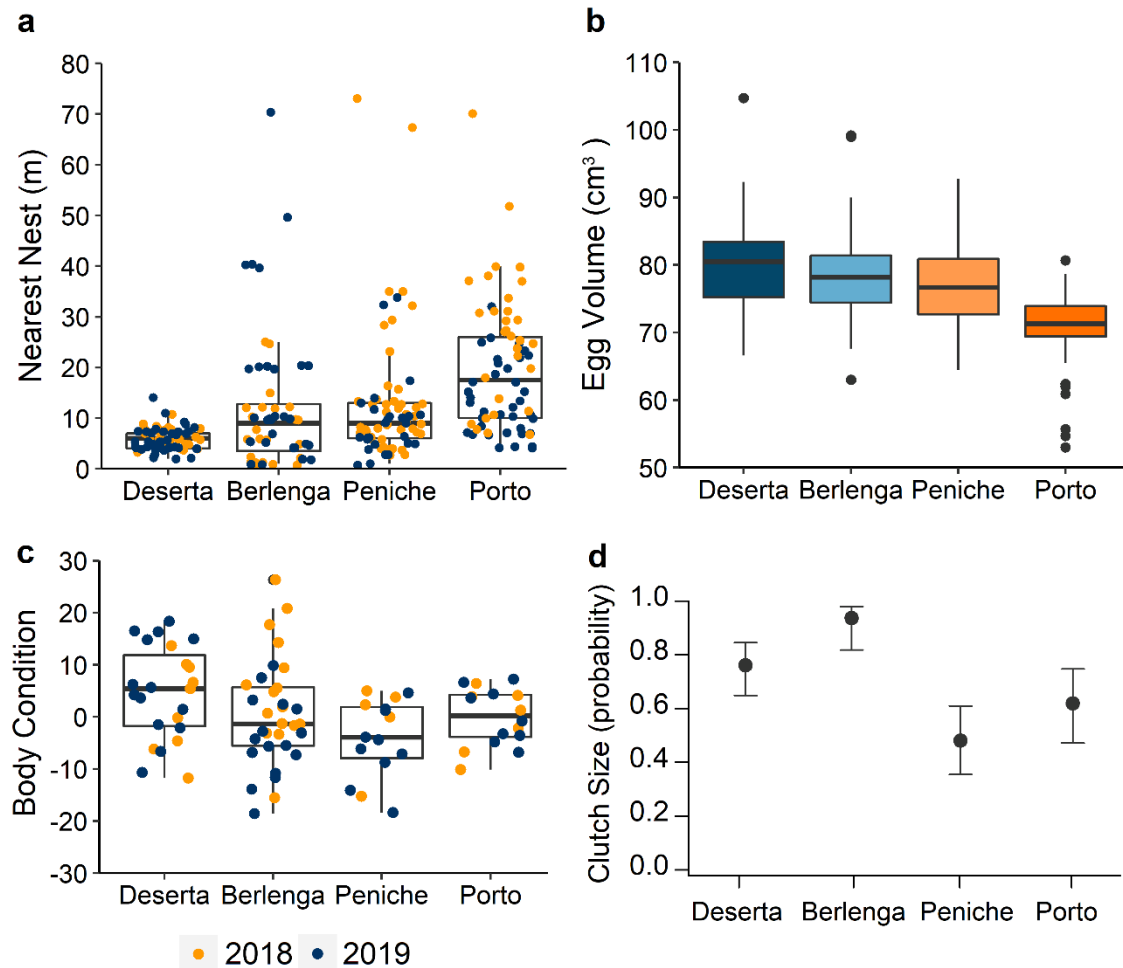 a
Nearest Nest (m)
80
70
60
50
40
30
20
10
0
Deserta Berlenga Peniche Porto
b
Egg Volume (cm³)
110
100
90
80
70
60
50
Deserta Berlenga Peniche Porto
c
Body Condition
30
20
10
0
-10
-20
-30
Deserta Berlenga Peniche Porto
2018 2019
d
Clutch Size (probability)
1.0
0.8
0.6
0.4
0.2
0.0
Deserta Berlenga Peniche Porto